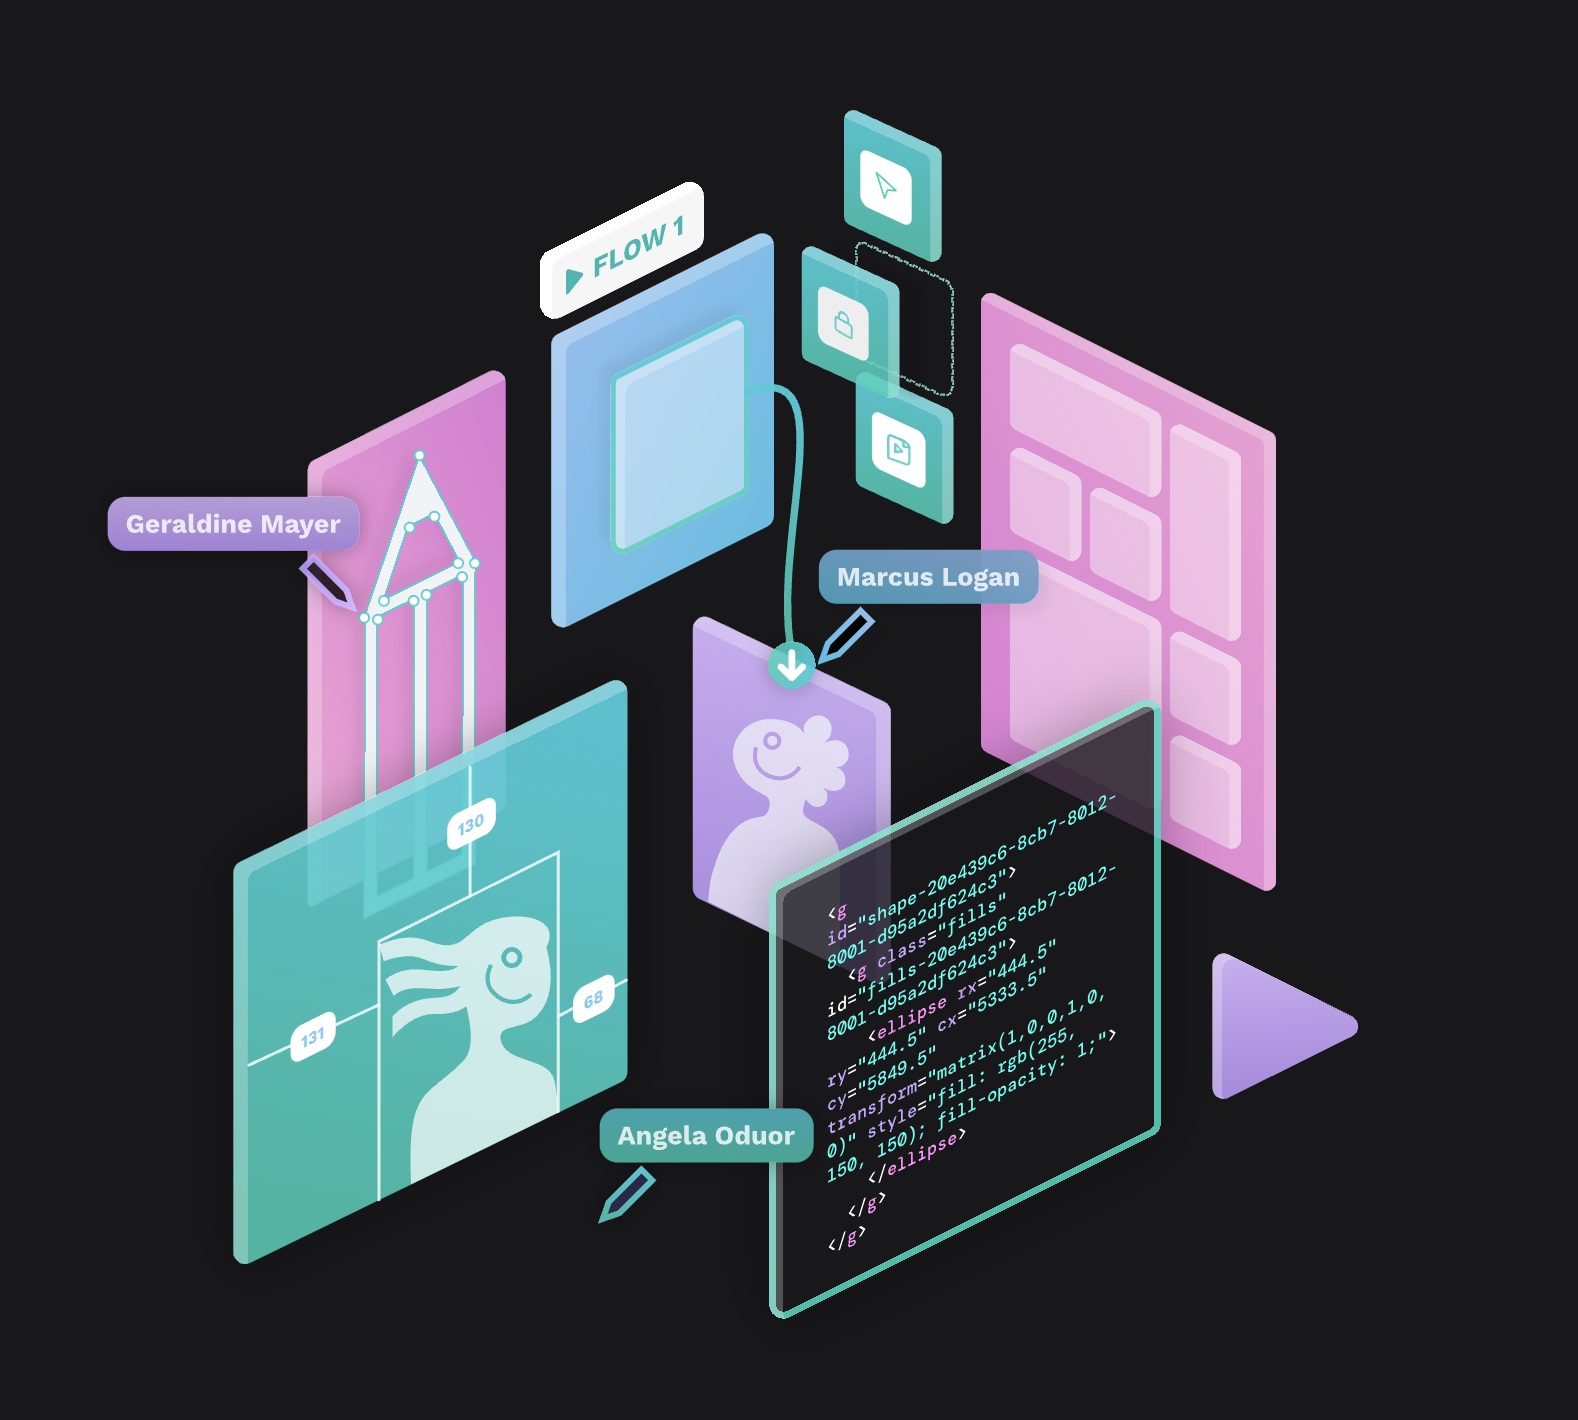 FLOW 1
Geraldine Mayer
Marcus Logan
130
131
68
Angela Oduor
<g
id="shape-20e439c6-8cb7-8012-
8001-d95a2df624c3">
<g class="fills"
id="fills-20e439c6-8cb7-8012-
8001-d95a2df624c3">
<ellipse rx="444.5"
ry="444.5" cx="5333.5"
cy="5849.5"
transform="matrix(1,0,0,1,0,
0)" style="fill: rgb(255,
150, 150); fill-opacity: 1;">
</ellipse>
</g>
</g>